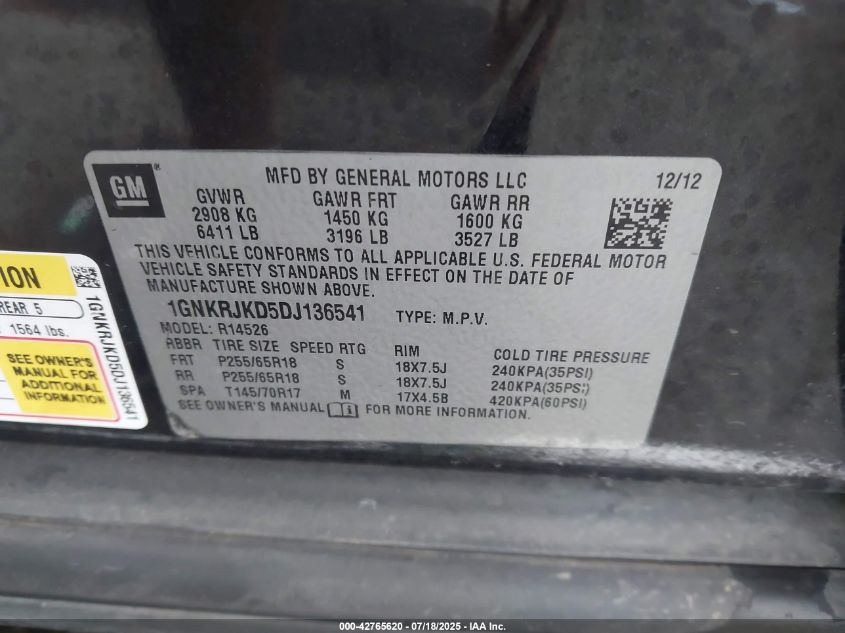 GM
MFD BY GENERAL MOTORS LLC 12/12
GVWR GAWR FRT GAWR RR
2908 KG 1450 KG 1600 KG
6411 LB 3196 LB 3527 LB
THIS VEHICLE CONFORMS TO ALL APPLICABLE U.S. FEDERAL MOTOR
VEHICLE SAFETY STANDARDS IN EFFECT ON THE DATE OF
MANUFACTURE SHOWN ABOVE.
1GNKRJKD5DJ136541 TYPE: M.P.V.
MODEL: R14526
ABBR TIRE SIZE SPEED RTG RIM COLD TIRE PRESSURE
FRT P255/65R18 S 18X7.5J 240KPA(35PSI)
RR P255/65R18 S 18X7.5J 240KPA(35PSI)
SPA T145/70R17 M 17X4.5B 420KPA(60PSI)
SEE OWNER'S MANUAL FOR MORE INFORMATION.
TION
REAR 5
1564 lbs.
SEE OWNER'S
MANUAL FOR
ADDITIONAL
INFORMATION
1GNKRJKD5DJ136541
000-42765620 / 07/18/2025 - IAA Inc.